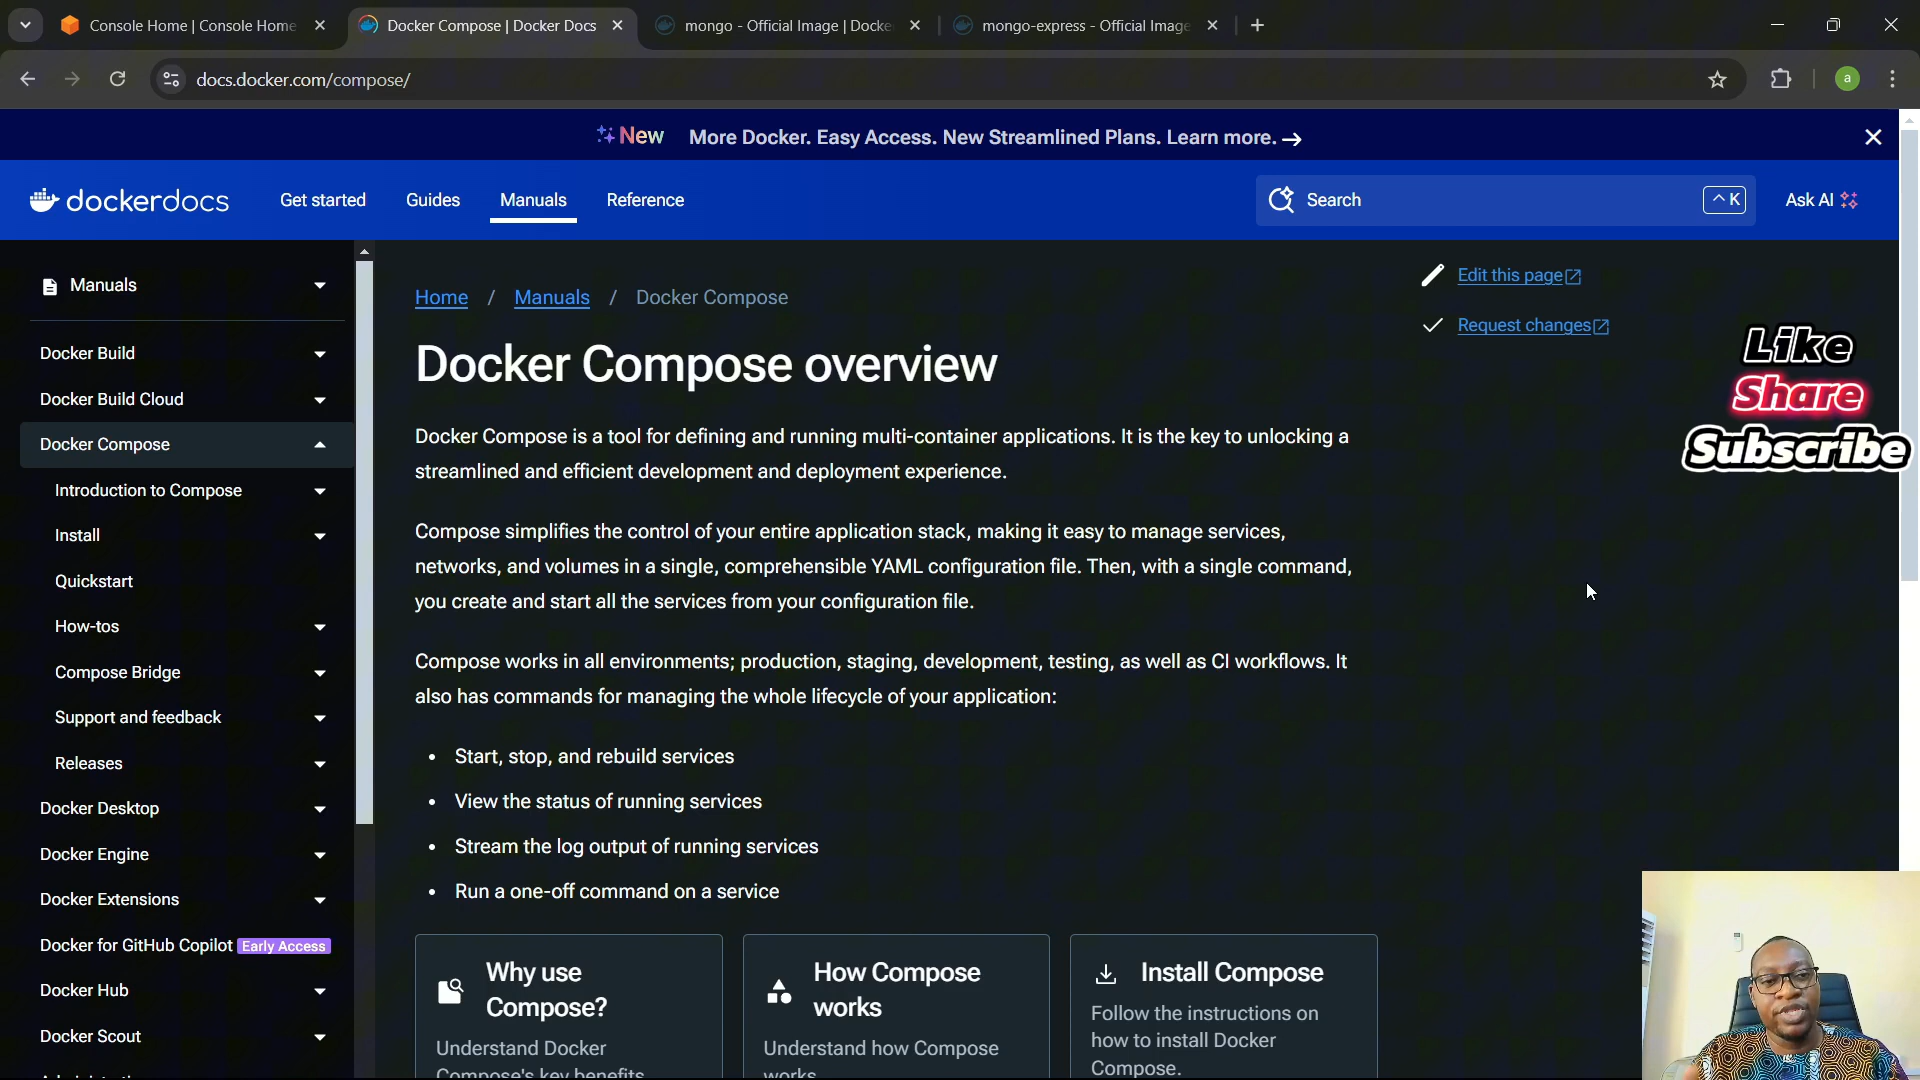 Console Home | Console Home
Docker Compose | Docker Docs
mongo - Official Image | Docke
mongo-express - Official Image
docs.docker.com/compose/
a
New More Docker. Easy Access. New Streamlined Plans. Learn more.
dockerdocs
Get started
Guides
Manuals
Reference
Search
^ K
Ask AI
Manuals
Docker Build
Docker Build Cloud
Docker Compose
Introduction to Compose
Install
Quickstart
How-tos
Compose Bridge
Support and feedback
Releases
Docker Desktop
Docker Engine
Docker Extensions
Docker for GitHub Copilot Early Access
Docker Hub
Docker Scout
Home / Manuals / Docker Compose
Docker Compose overview
Docker Compose is a tool for defining and running multi-container applications. It is the key to unlocking a
streamlined and efficient development and deployment experience.
Compose simplifies the control of your entire application stack, making it easy to manage services,
networks, and volumes in a single, comprehensible YAML configuration file. Then, with a single command,
you create and start all the services from your configuration file.
Compose works in all environments; production, staging, development, testing, as well as CI workflows. It
also has commands for managing the whole lifecycle of your application:
• Start, stop, and rebuild services
• View the status of running services
• Stream the log output of running services
• Run a one-off command on a service
Why use
Compose?
Understand Docker
Compose's key benefits
How Compose
works
Understand how Compose
works
Install Compose
Follow the instructions on
how to install Docker
Compose.
Edit this page
Request changes
Like
Share
Subscribe